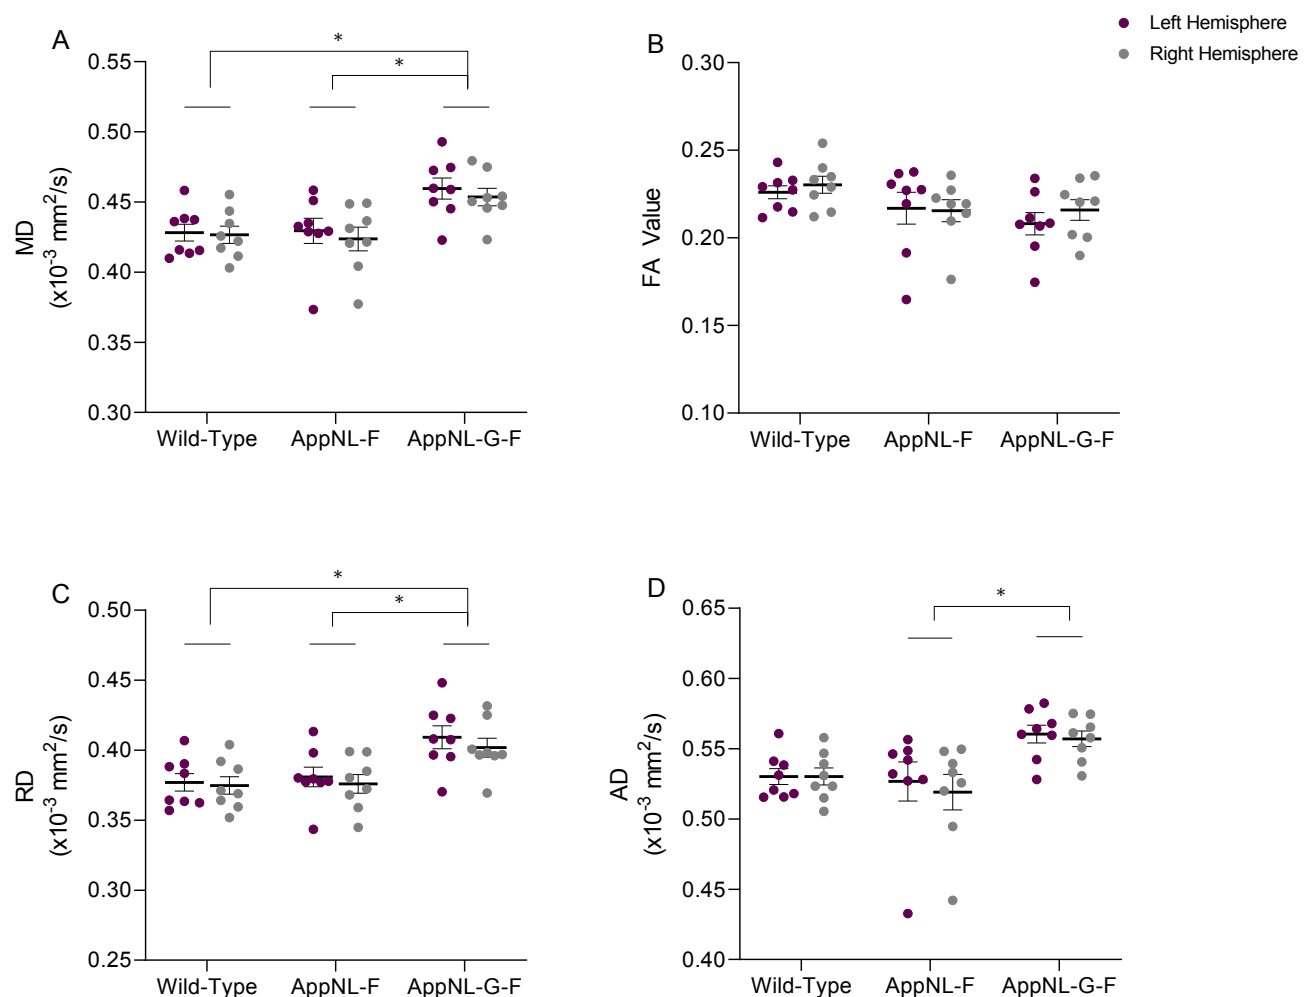 Left Hemisphere
Right Hemisphere
A
*
*
0.55
0.50
0.45
0.40
0.35
0.30
MD
(x10⁻³ mm²/s)
Wild-Type AppNL-F AppNL-G-F
B
0.30
0.25
0.20
0.15
0.10
FA Value
Wild-Type AppNL-F AppNL-G-F
C
*
*
0.50
0.45
0.40
0.35
0.30
0.25
RD
(x10⁻³ mm²/s)
Wild-Type AppNL-F AppNL-G-F
D
*
0.65
0.60
0.55
0.50
0.45
0.40
AD
(x10⁻³ mm²/s)
Wild-Type AppNL-F AppNL-G-F